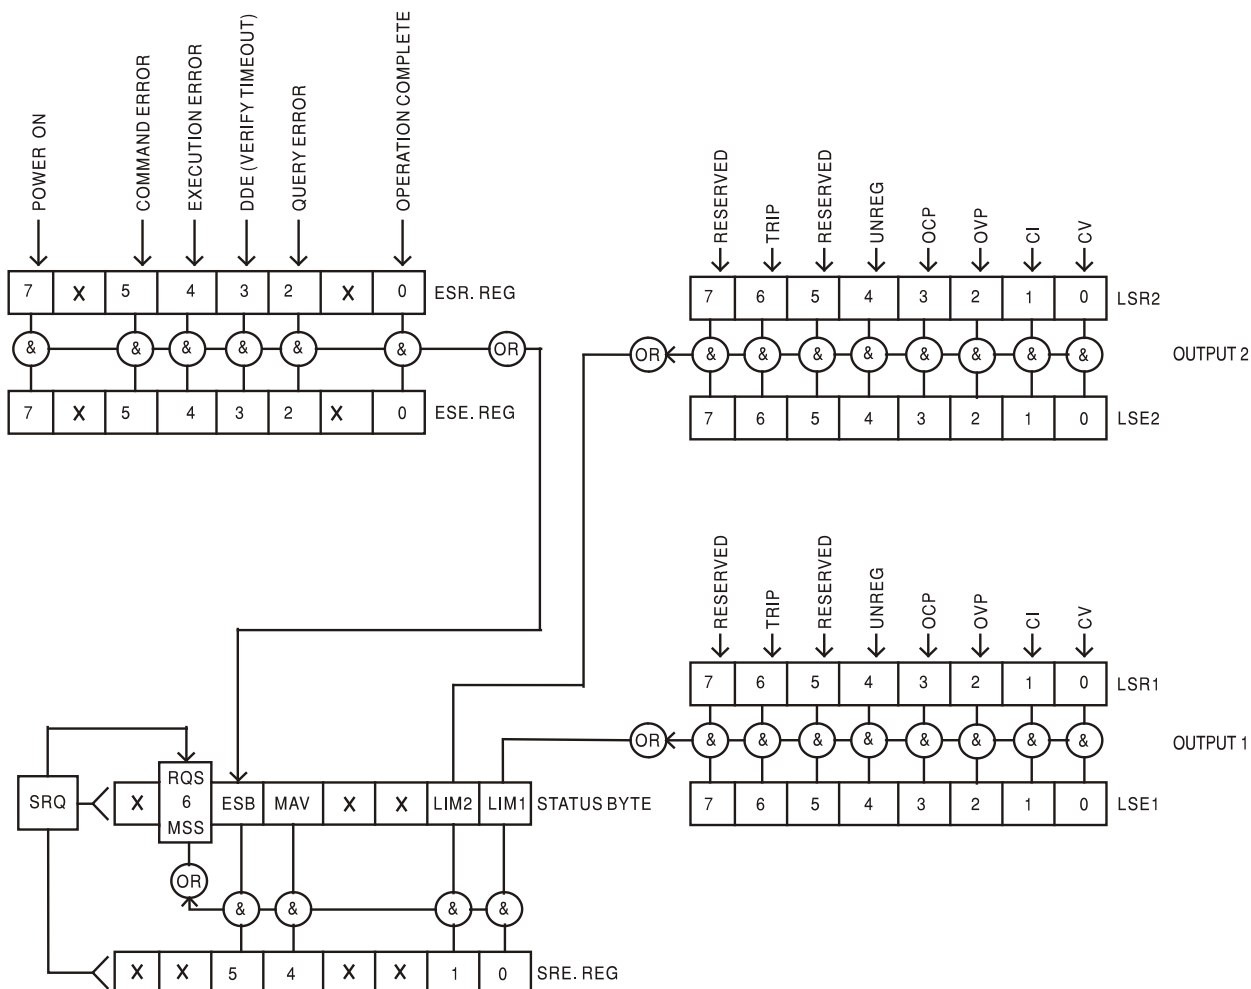 POWER ON
COMMAND ERROR
EXECUTION ERROR
DDE (VERIFY TIMEOUT)
QUERY ERROR
OPERATION COMPLETE
7 X 5 4 3 2 X 0 ESR. REG
& & & & & & OR
7 X 5 4 3 2 X 0 ESE. REG
RESERVED
TRIP
RESERVED
UNREG
OCP
OVP
CI
CV
7 6 5 4 3 2 1 0 LSR2
OR & & & & & & & & OUTPUT 2
7 6 5 4 3 2 1 0 LSE2
RESERVED
TRIP
RESERVED
UNREG
OCP
OVP
CI
CV
7 6 5 4 3 2 1 0 LSR1
OR & & & & & & & & OUTPUT 1
7 6 5 4 3 2 1 0 LSE1
SRQ
X
RQS
6
MSS
ESB MAV X X LIM2 LIM1 STATUS BYTE
OR
& & & &
X X 5 4 X X 1 0 SRE. REG